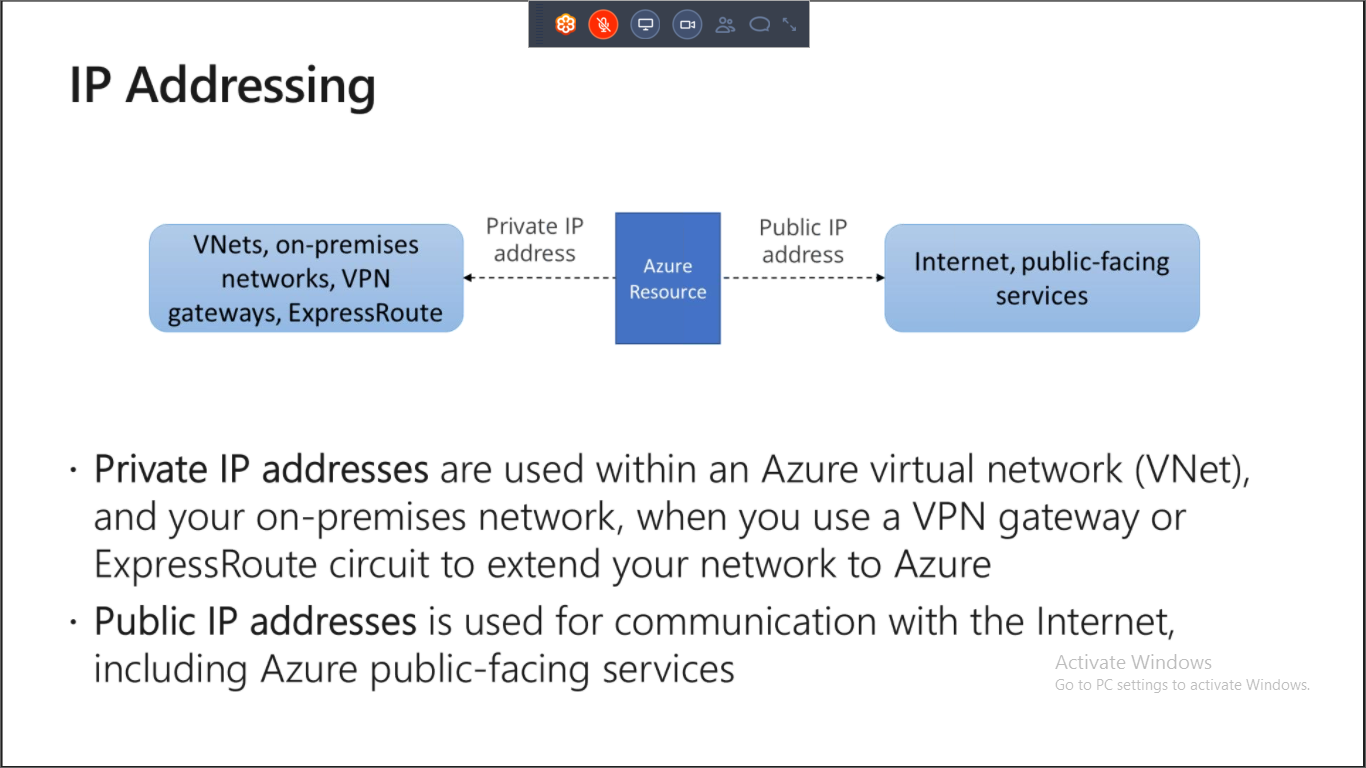 IP Addressing
VNets, on-premises
networks, VPN
gateways, ExpressRoute
Private IP
address
Azure
Resource
Public IP
address
Internet, public-facing
services
· Private IP addresses are used within an Azure virtual network (VNet),
and your on-premises network, when you use a VPN gateway or
ExpressRoute circuit to extend your network to Azure
· Public IP addresses is used for communication with the Internet,
including Azure public-facing services
Activate Windows
Go to PC settings to activate Windows.